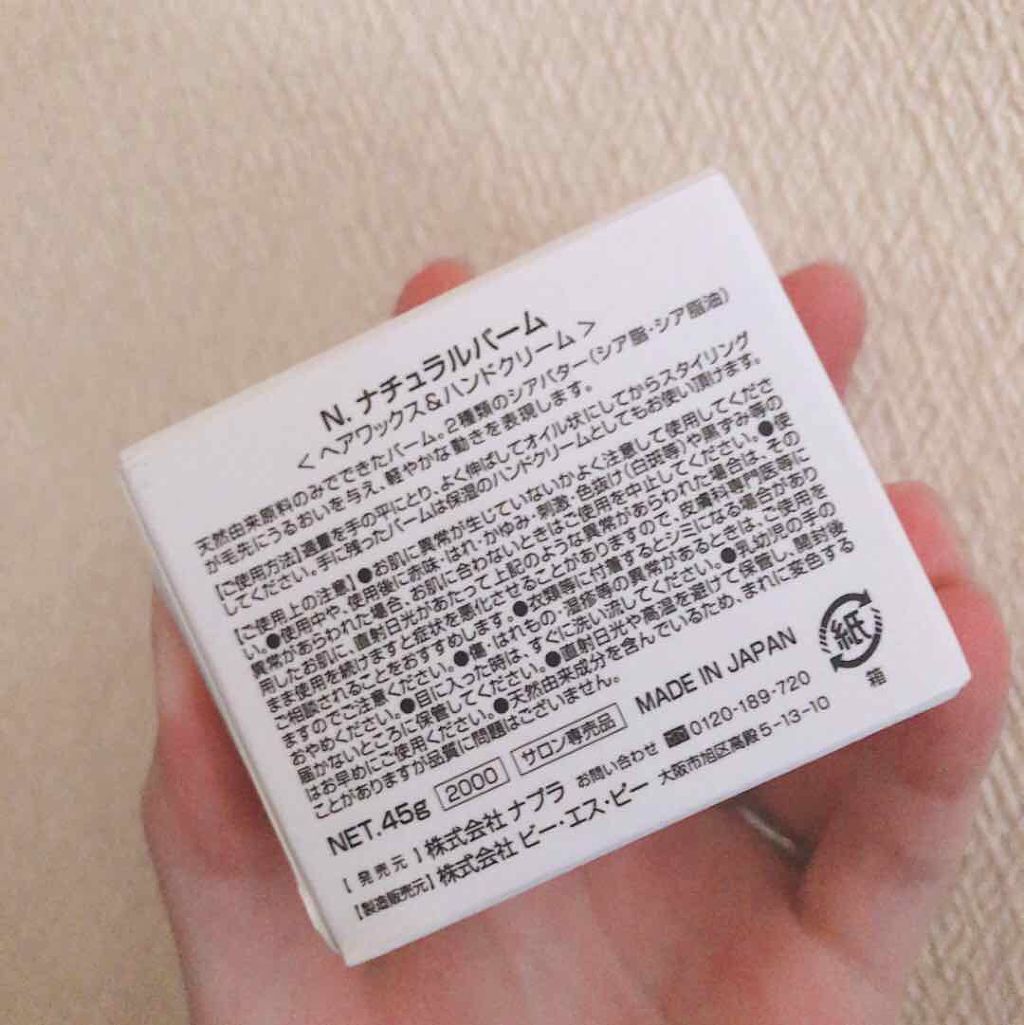 N. ナチュラルバーム
＜ヘアワックス＆ハンドクリーム＞
天然由来原料のみでできたバーム。2種類のシアバター(シア脂・シア脂油)
が毛先にうるおいを与え、軽やかな動きを表現します。
【ご使用方法】適量を手の平にとり、よく伸ばしてオイル状にしてからスタイリング
してください。手に残ったバームは保湿のハンドクリームとしてもお使い頂けます。
【ご使用上の注意】●お肌に異常が生じていないかよく注意して使用してくださ
い。●使用中や、使用後に赤味・はれ・かゆみ・刺激・色抜け(白斑等)や黒ずみ等の
異常があらわれた場合、お肌に合わないときはご使用を中止してください。●使
用したお肌に、直射日光があたって上記のような異常があらわれた場合は、その
まま使用を続けますと症状を悪化させることがありますので、皮膚科専門医等に
ご相談されることをおすすめします。●衣類等に付着するとシミになる場合があり
ますのでご注意ください。●傷・はれもの・湿疹等の異常があるときは、ご使用を
おやめください。●目に入った時は、すぐに洗い流してください。●乳幼児の手の
届かないところに保管してください。●直射日光や高温を避けて保管し、開封後
はお早めにご使用ください。●天然由来成分を含んでいるため、まれに茶色する
ことがありますが品質に問題はございません。
NET.45g 2000 サロン専売品 MADE IN JAPAN
紙
箱
【発売元】株式会社 ナプラ お問い合わせ ☎0120-189-720
【製造販売元】株式会社 ビー・エス・ピー 大阪市旭区高殿5-13-10